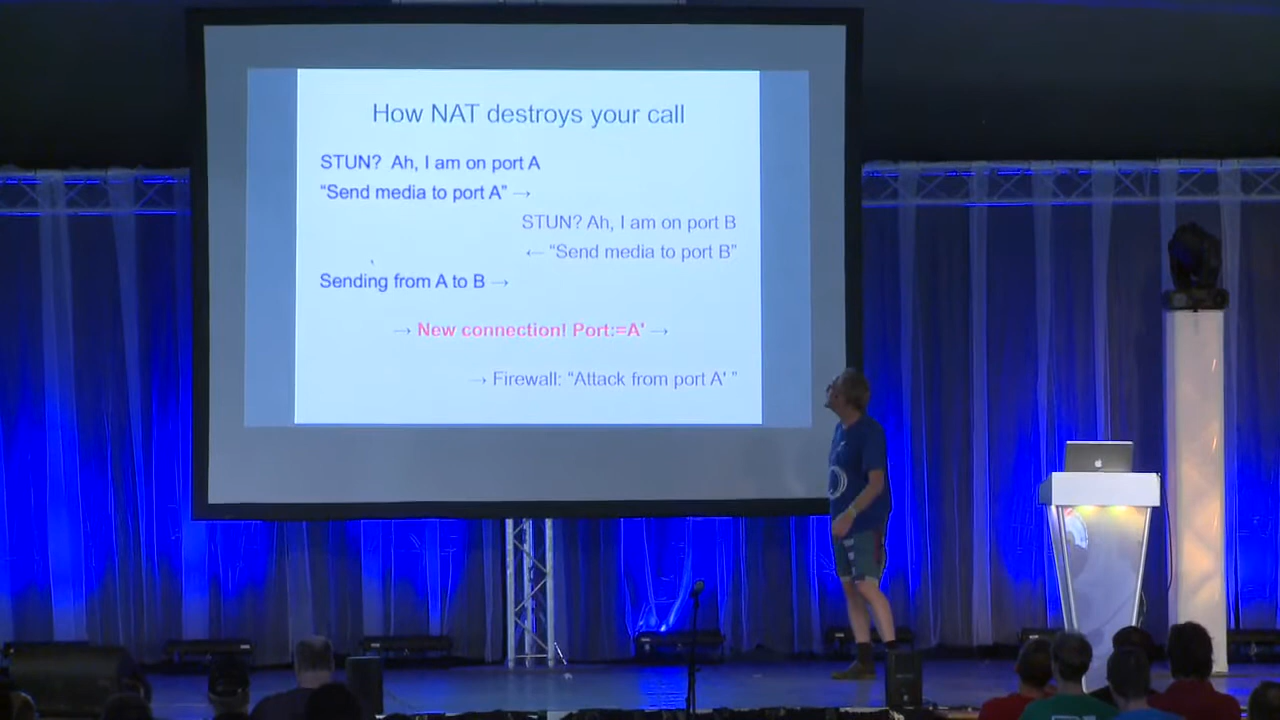 How NAT destroys your call
STUN? Ah, I am on port A
“Send media to port A” →
STUN? Ah, I am on port B
← “Send media to port B”
Sending from A to B →
→ New connection! Port:=A' →
→ Firewall: “Attack from port A' ”